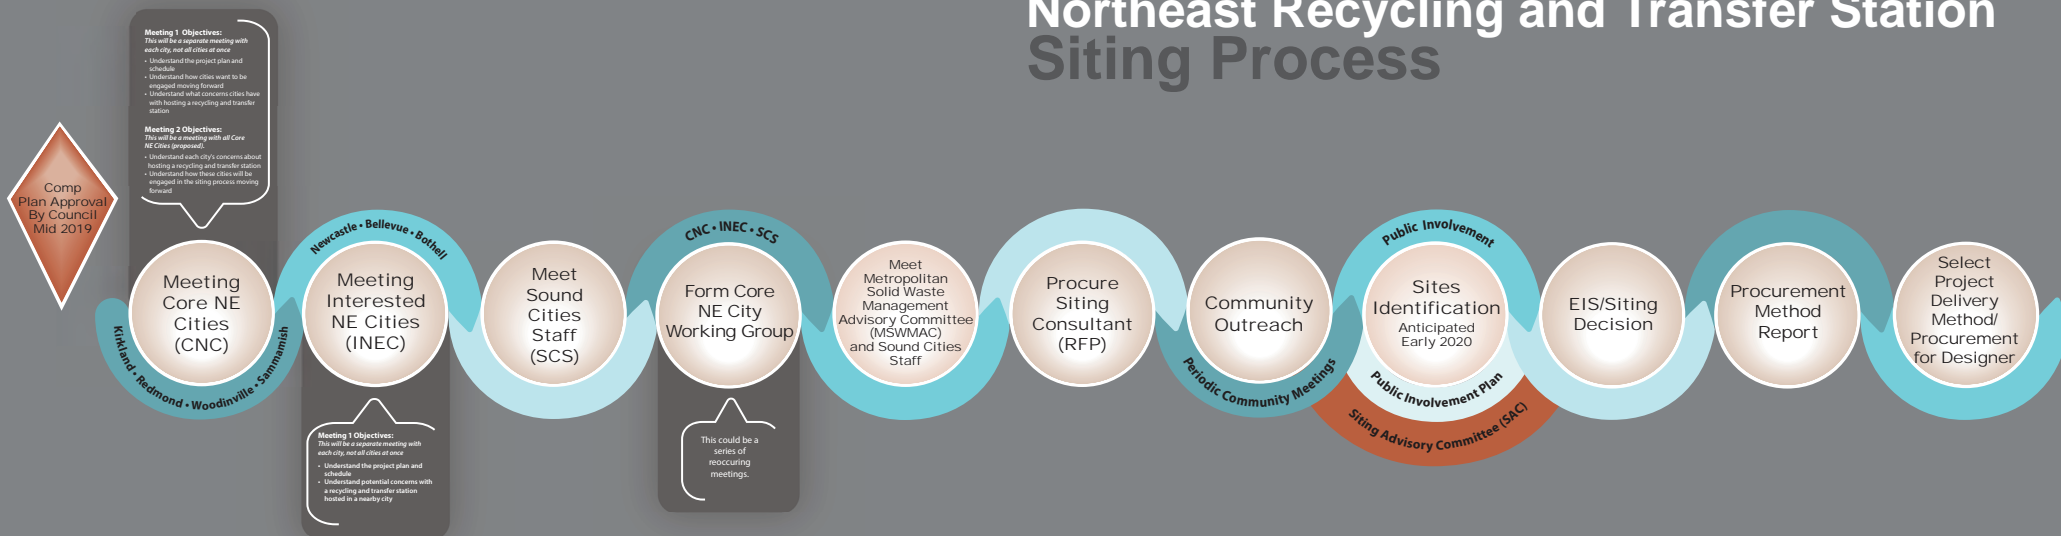 Northeast Recycling and Transfer Station
Siting Process
Comp
Plan Approval
By Council
Mid 2019
Meeting 1 Objectives:
This will be a separate meeting with
each city, not all cities at once
• Understand the project plan and
schedule
• Understand how cities want to be
engaged moving forward
• Understand what concerns cities have
with hosting a recycling and transfer
station
Meeting 2 Objectives:
This will be a meeting with all Core
NE Cities (proposed).
• Understand each city's concerns about
hosting a recycling and transfer station
• Understand how these cities will be
engaged in the siting process moving
forward
Meeting
Core NE
Cities
(CNC)
Kirkland • Redmond • Woodinville • Sammamish
Newcastle • Bellevue • Bothell
Meeting
Interested
NE Cities
(INEC)
Meeting 1 Objectives:
This will be a separate meeting with
each city, not all cities at once
• Understand the project plan and
schedule
• Understand potential concerns with
a recycling and transfer station
hosted in a nearby city
Meet
Sound
Cities
Staff
(SCS)
CNC • INEC • SCS
Form Core
NE City
Working Group
This could be a
series of
reoccuring
meetings.
Meet
Metropolitan
Solid Waste
Management
Advisory Committee
(MSWMAC)
and Sound Cities
Staff
Procure
Siting
Consultant
(RFP)
Community
Outreach
Periodic Community Meetings
Public Involvement
Sites
Identification
Anticipated
Early 2020
Public Involvement Plan
Siting Advisory Committee (SAC)
EIS/Siting
Decision
Procurement
Method
Report
Select
Project
Delivery
Method/
Procurement
for Designer